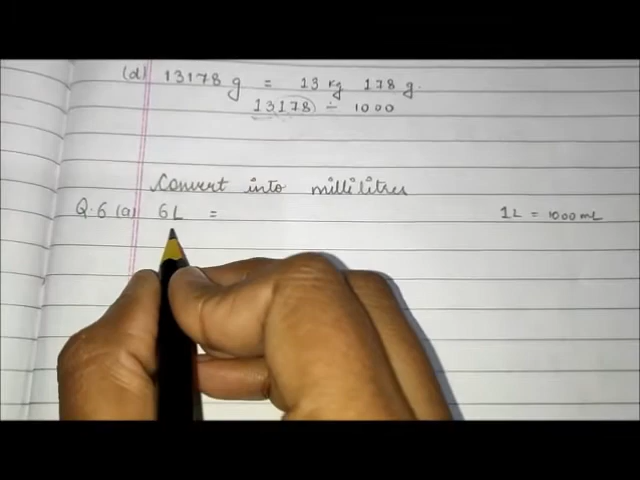 (d) 13178 g = 13 kg 178 g.
13178 ÷ 1000
Convert into millilitres
Q.6 (a) 6L = 1L = 1000 mL